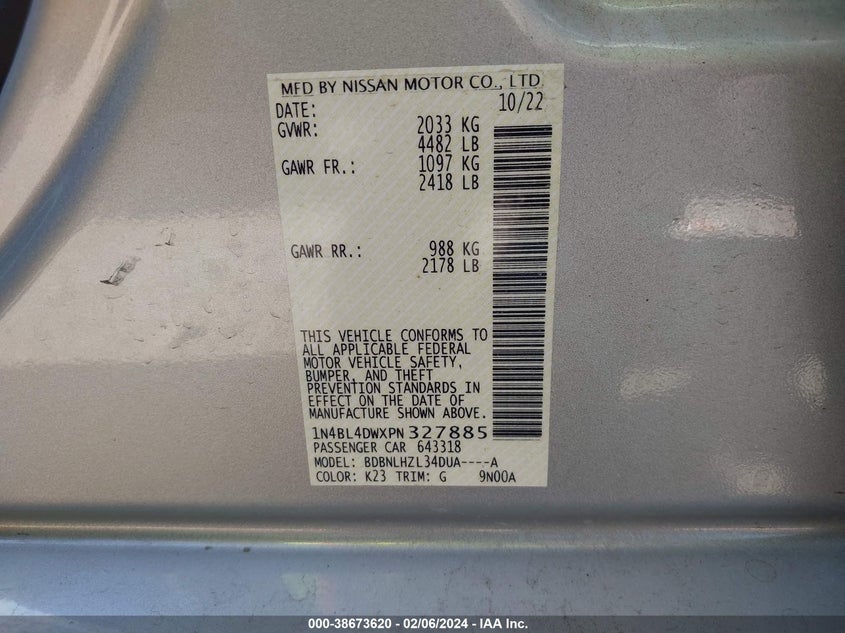 MFD BY NISSAN MOTOR CO., LTD.
DATE: 10/22
GVWR: 2033 KG
4482 LB
GAWR FR.: 1097 KG
2418 LB
GAWR RR.: 988 KG
2178 LB
THIS VEHICLE CONFORMS TO
ALL APPLICABLE FEDERAL
MOTOR VEHICLE SAFETY,
BUMPER, AND THEFT
PREVENTION STANDARDS IN
EFFECT ON THE DATE OF
MANUFACTURE SHOWN ABOVE.
1N4BL4DWXPN327885
PASSENGER CAR 643318
MODEL: BDBNLHZL34DUA----A
COLOR: K23 TRIM: G 9N00A
000-38673620 - 02/06/2024 - IAA Inc.